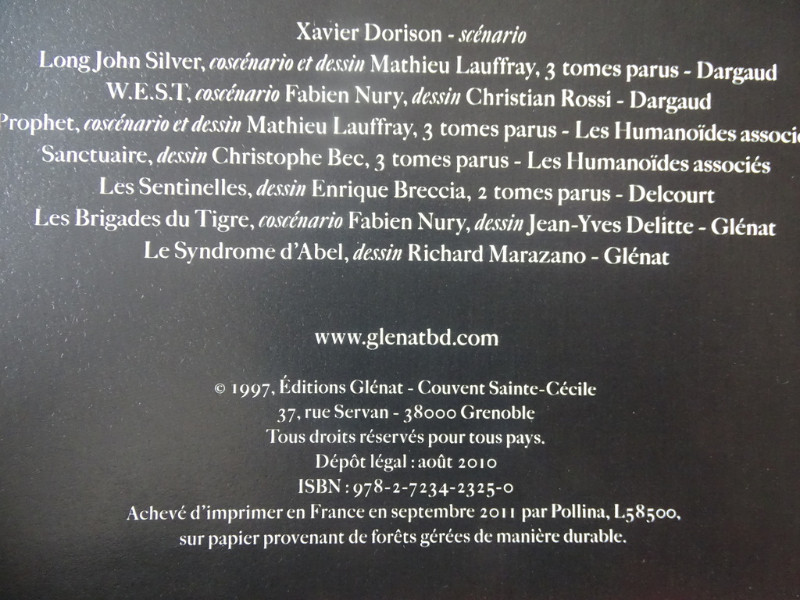 Xavier Dorison - scénario
Long John Silver, coscénario et dessin Mathieu Lauffray, 3 tomes parus - Dargaud
W.E.S.T, coscénario Fabien Nury, dessin Christian Rossi - Dargaud
Prophet, coscénario et dessin Mathieu Lauffray, 3 tomes parus - Les Humanoïdes associé
Sanctuaire, dessin Christophe Bec, 3 tomes parus - Les Humanoïdes associés
Les Sentinelles, dessin Enrique Breccia, 2 tomes parus - Delcourt
Les Brigades du Tigre, coscénario Fabien Nury, dessin Jean-Yves Delitte - Glénat
Le Syndrome d'Abel, dessin Richard Marazano - Glénat
www.glenatbd.com
© 1997, Éditions Glénat - Couvent Sainte-Cécile
37, rue Servan - 38000 Grenoble
Tous droits réservés pour tous pays.
Dépôt légal : août 2010
ISBN : 978-2-7234-2325-0
Achevé d'imprimer en France en septembre 2011 par Pollina, L58500,
sur papier provenant de forêts gérées de manière durable.